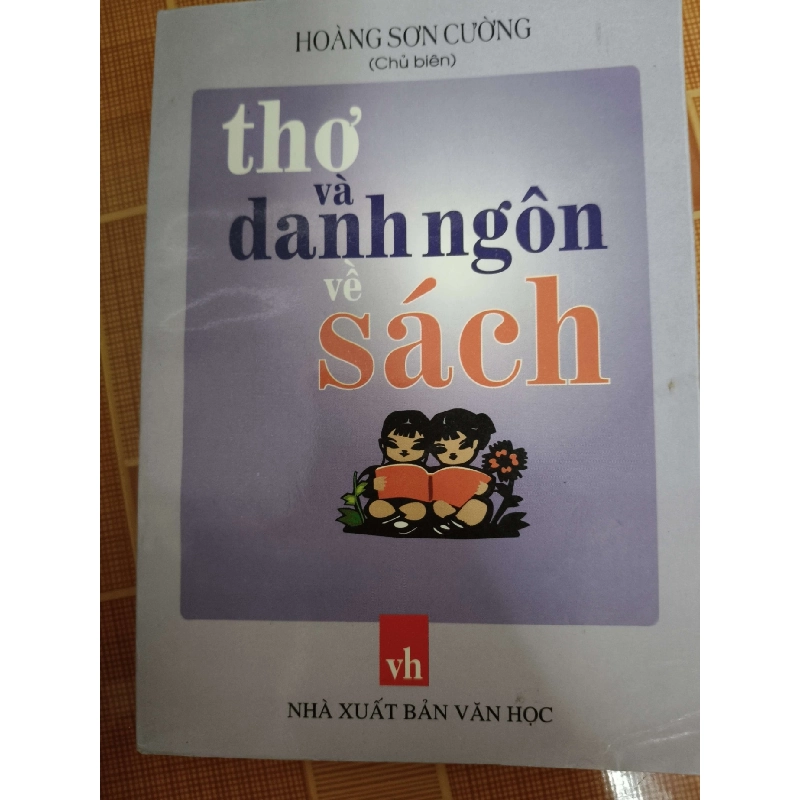 HOÀNG SƠN CƯỜNG
(Chủ biên)
thơ
và
danh ngôn
về
sách
vh
NHÀ XUẤT BẢN VĂN HỌC